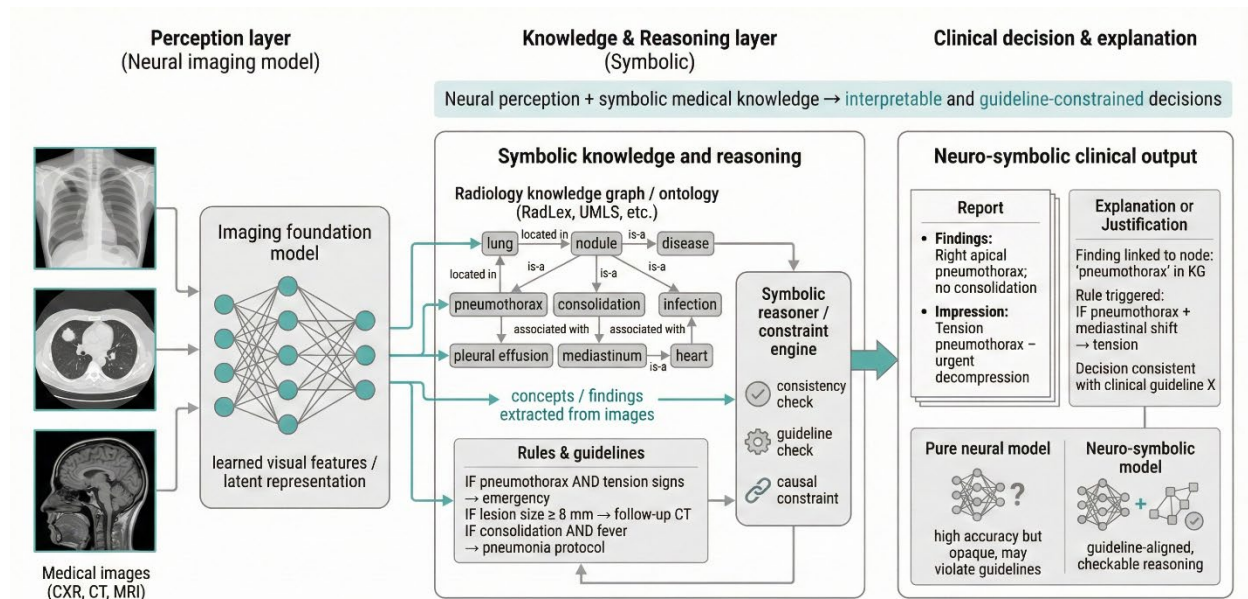 Perception layer
(Neural imaging model)
Knowledge & Reasoning layer
(Symbolic)
Clinical decision & explanation
Neural perception + symbolic medical knowledge → interpretable and guideline-constrained decisions
Medical images
(CXR, CT, MRI)
Imaging foundation
model
learned visual features /
latent representation
Symbolic knowledge and reasoning
Radiology knowledge graph / ontology
(RadLex, UMLS, etc.)
lung
located in
nodule
is-a
disease
located in
is-a
is-a
is-a
pneumothorax
consolidation
infection
associated with
associated with
pleural effusion
mediastinum
is-a
heart
concepts / findings
extracted from images
Rules & guidelines
IF pneumothorax AND tension signs
→ emergency
IF lesion size ≥ 8 mm → follow-up CT
IF consolidation AND fever
→ pneumonia protocol
Symbolic
reasoner /
constraint
engine
consistency
check
guideline
check
causal
constraint
Neuro-symbolic clinical output
Report
• Findings:
Right apical
pneumothorax;
no consolidation
• Impression:
Tension
pneumothorax –
urgent
decompression
Explanation or
Justification
Finding linked to node:
'pneumothorax' in KG
Rule triggered:
IF pneumothorax +
mediastinal shift
→ tension
Decision consistent
with clinical guideline X
Pure neural model
?
high accuracy but
opaque, may
violate guidelines
Neuro-symbolic
model
+
guideline-aligned,
checkable reasoning